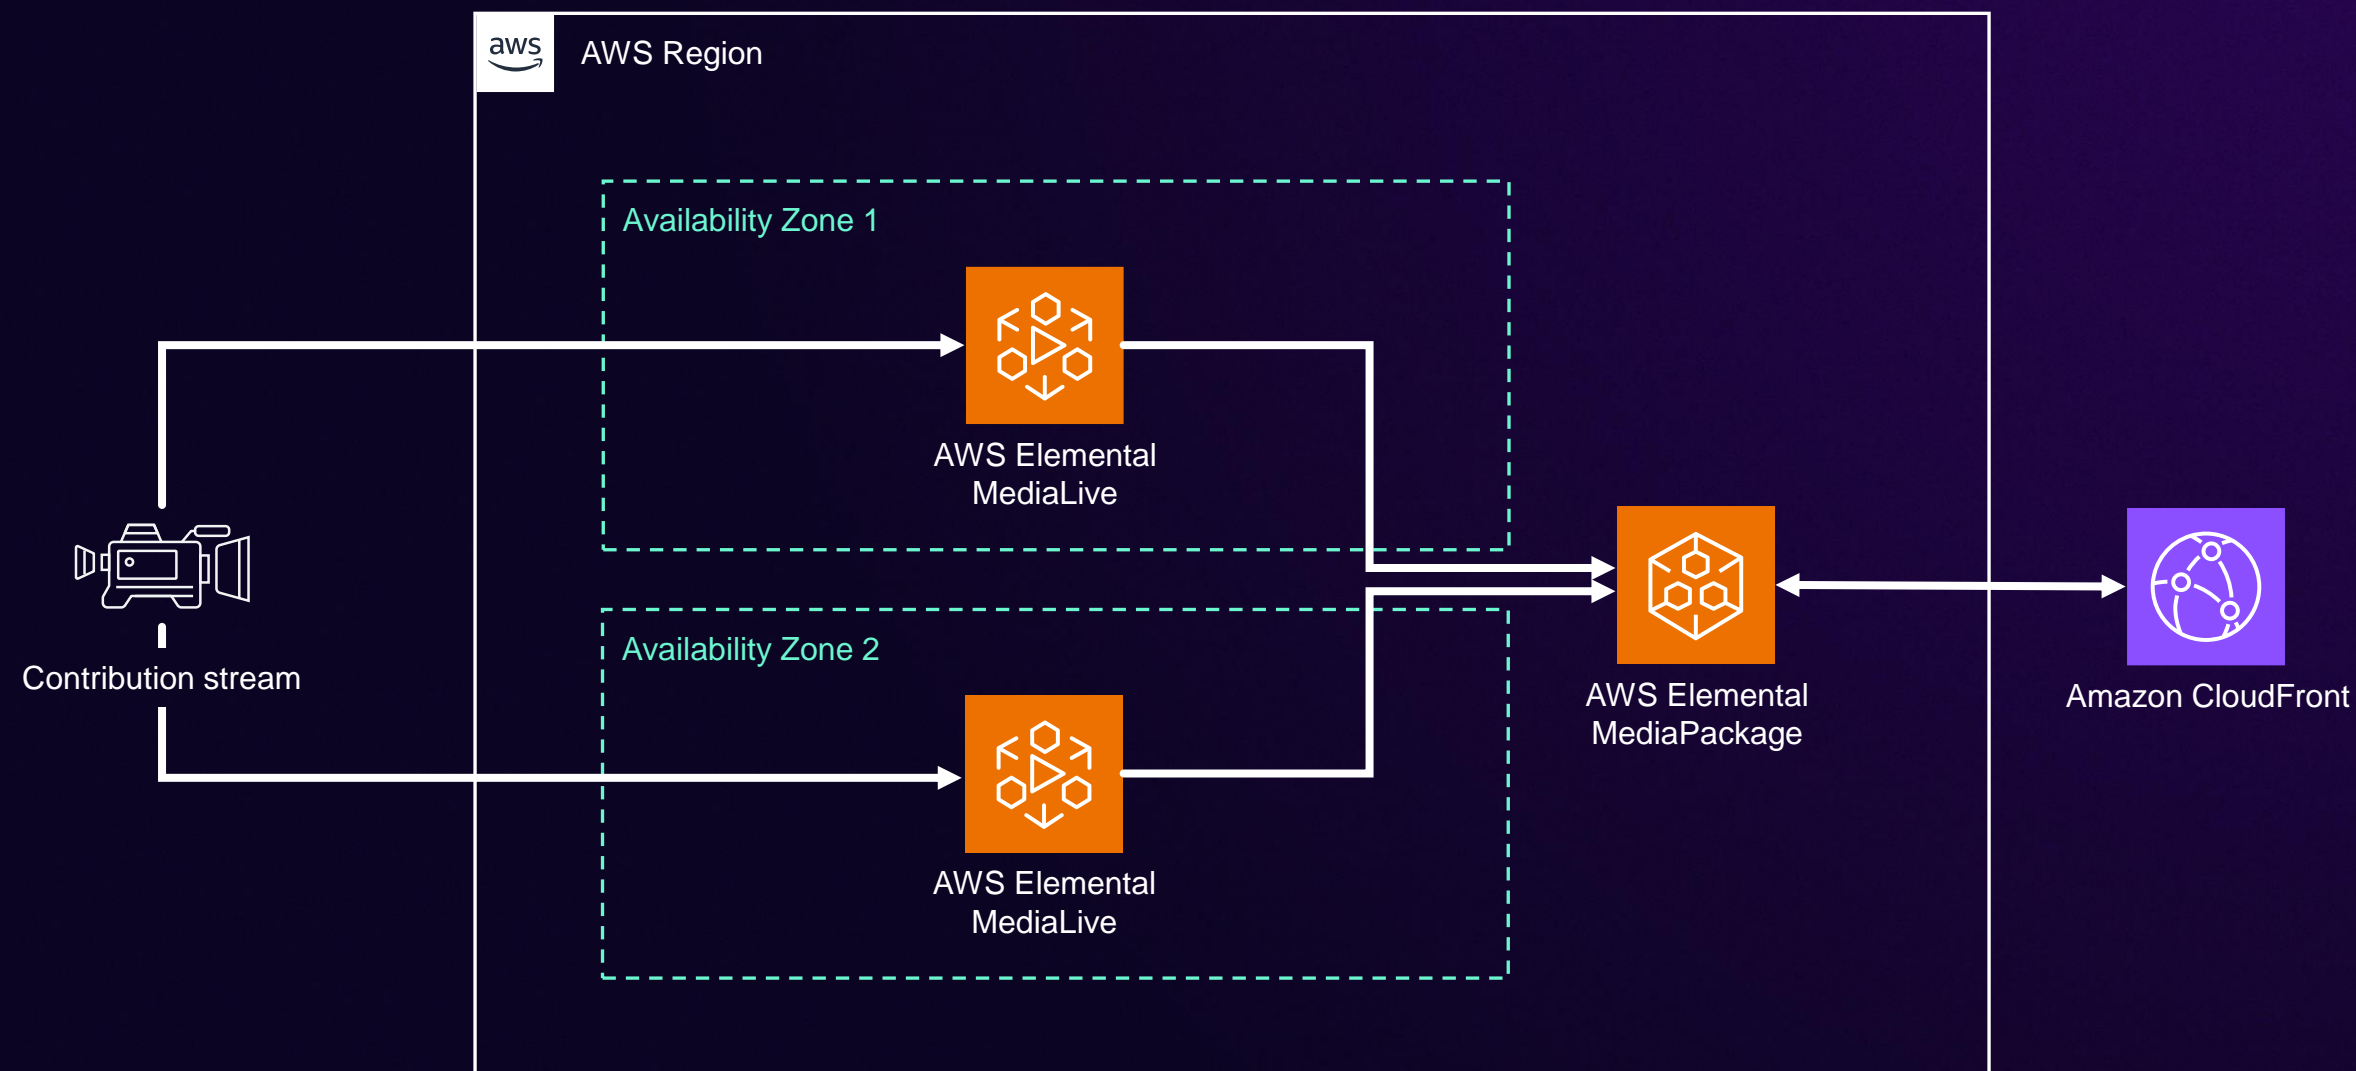 aws
AWS Region
Availability Zone 1
AWS Elemental
MediaLive
Contribution stream
Availability Zone 2
AWS Elemental
MediaLive
AWS Elemental
MediaPackage
Amazon CloudFront